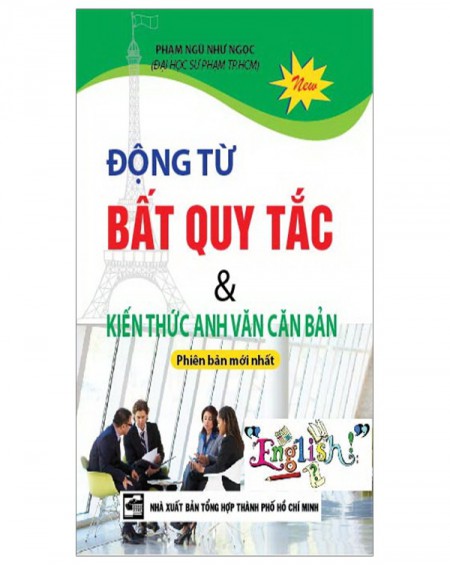 PHẠM NGŨ NHƯ NGỌC
(ĐẠI HỌC SƯ PHẠM TP.HCM)
New
ĐỘNG TỪ
BẤT QUY TẮC
&
KIẾN THỨC ANH VĂN CĂN BẢN
Phiên bản mới nhất
"English!"
NHÀ XUẤT BẢN TỔNG HỢP THÀNH PHỐ HỒ CHÍ MINH